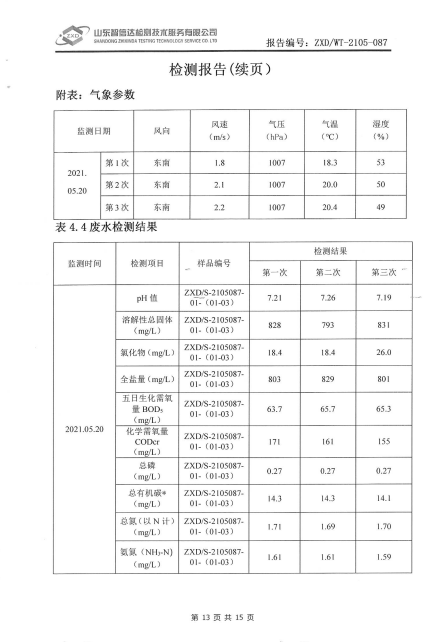 ZXD 山东智信达检测技术服务有限公司
SHANDONG ZHIXINDA TESTING TECHNOLOGY SERVICE CO.LTD
报告编号：ZXD/WT-2105-087
检测报告(续页）
附表：气象参数
监测日期 风向 风速（m/s） 气压（hPa） 气温（℃） 湿度（%）
2021.05.20 第1次 东南 1.8 1007 18.3 53
第2次 东南 2.1 1007 20.0 50
第3次 东南 2.2 1007 20.4 49
表 4.4 废水检测结果
监测时间 检测项目 样品编号 检测结果
第一次 第二次 第三次
2021.05.20
pH 值 ZXD/S-2105087-01-（01-03） 7.21 7.26 7.19
溶解性总固体（mg/L） ZXD/S-2105087-01-（01-03） 828 793 831
氯化物（mg/L） ZXD/S-2105087-01-（01-03） 18.4 18.4 26.0
全盐量（mg/L） ZXD/S-2105087-01-（01-03） 803 829 801
五日生化需氧量 BOD₅（mg/L） ZXD/S-2105087-01-（01-03） 63.7 65.7 65.3
化学需氧量 CODcr（mg/L） ZXD/S-2105087-01-（01-03） 171 161 155
总磷（mg/L） ZXD/S-2105087-01-（01-03） 0.27 0.27 0.27
总有机碳*（mg/L） ZXD/S-2105087-01-（01-03） 14.3 14.3 14.1
总氮（以 N 计）（mg/L） ZXD/S-2105087-01-（01-03） 1.71 1.69 1.70
氨氮（NH₃-N）（mg/L） ZXD/S-2105087-01-（01-03） 1.61 1.61 1.59
第 13 页 共 15 页